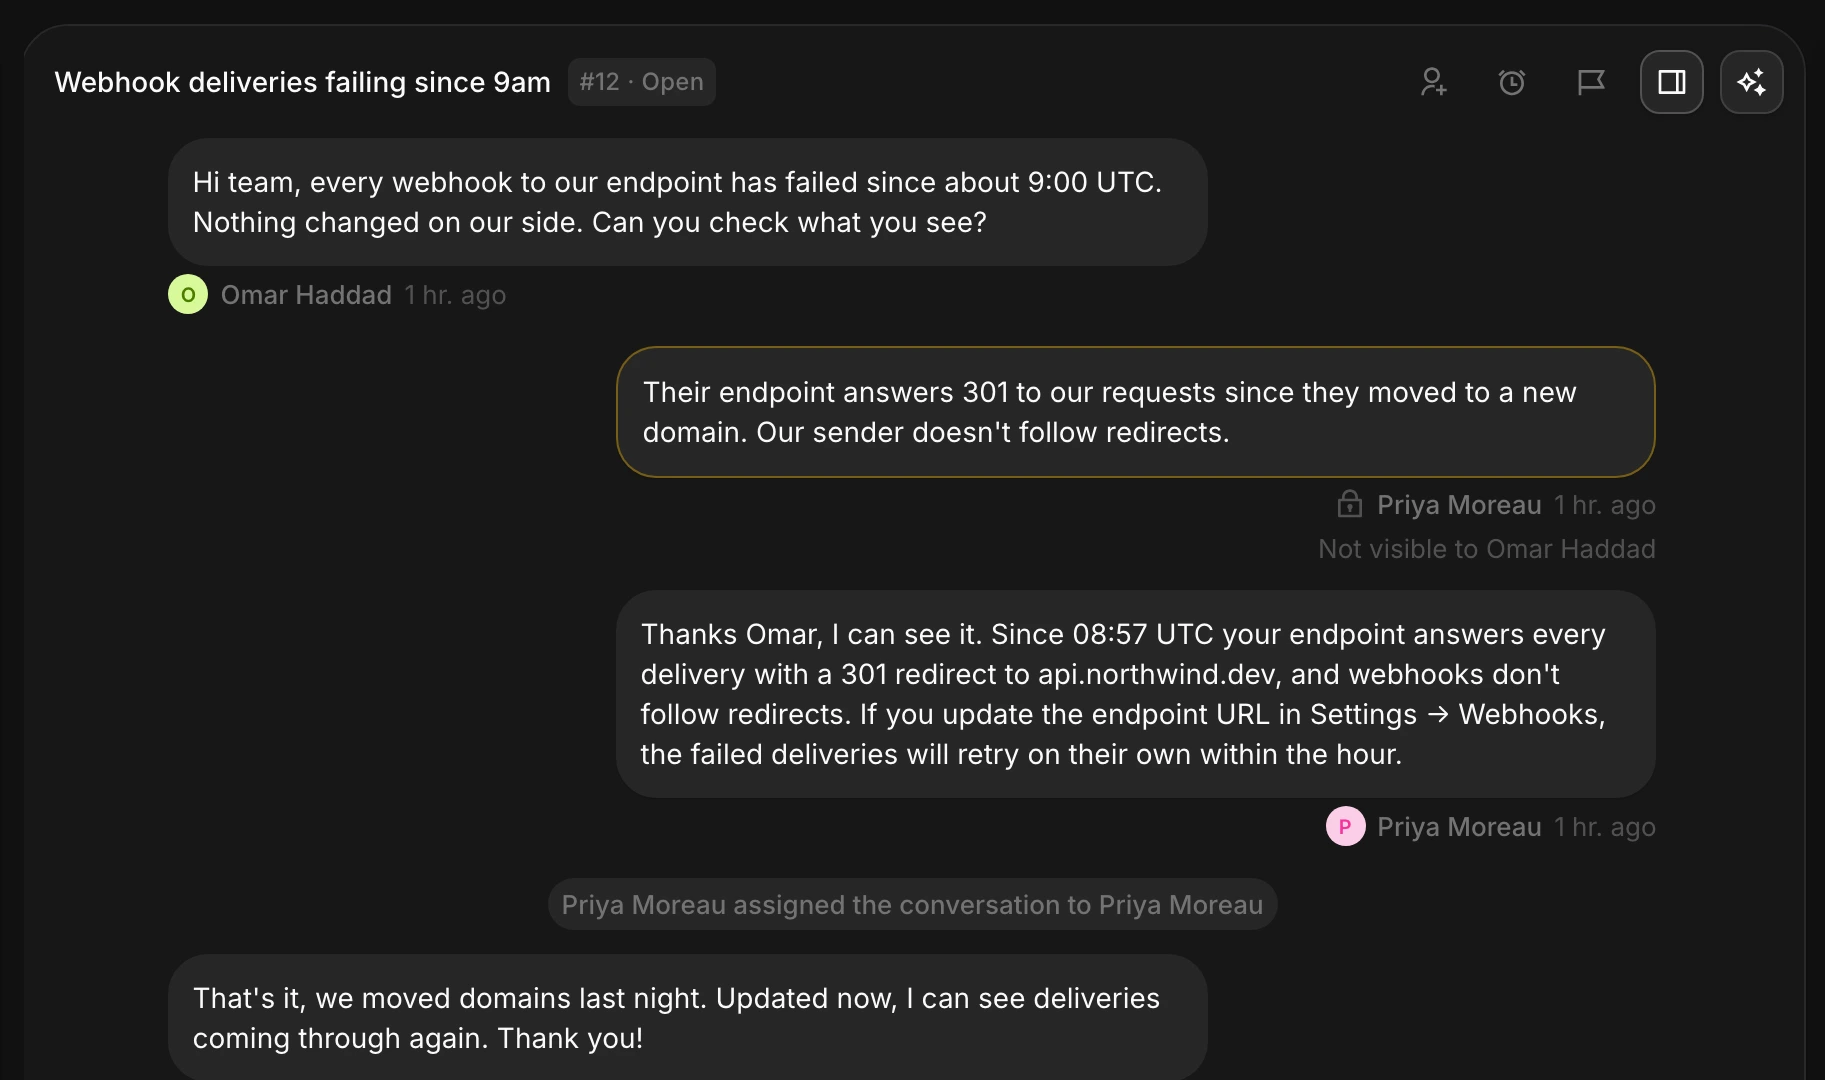 Webhook deliveries failing since 9am #12 · Open
Hi team, every webhook to our endpoint has failed since about 9:00 UTC.
Nothing changed on our side. Can you check what you see?
O Omar Haddad 1 hr. ago
Their endpoint answers 301 to our requests since they moved to a new
domain. Our sender doesn't follow redirects.
Priya Moreau 1 hr. ago
Not visible to Omar Haddad
Thanks Omar, I can see it. Since 08:57 UTC your endpoint answers every
delivery with a 301 redirect to api.northwind.dev, and webhooks don't
follow redirects. If you update the endpoint URL in Settings → Webhooks,
the failed deliveries will retry on their own within the hour.
P Priya Moreau 1 hr. ago
Priya Moreau assigned the conversation to Priya Moreau
That's it, we moved domains last night. Updated now, I can see deliveries
coming through again. Thank you!